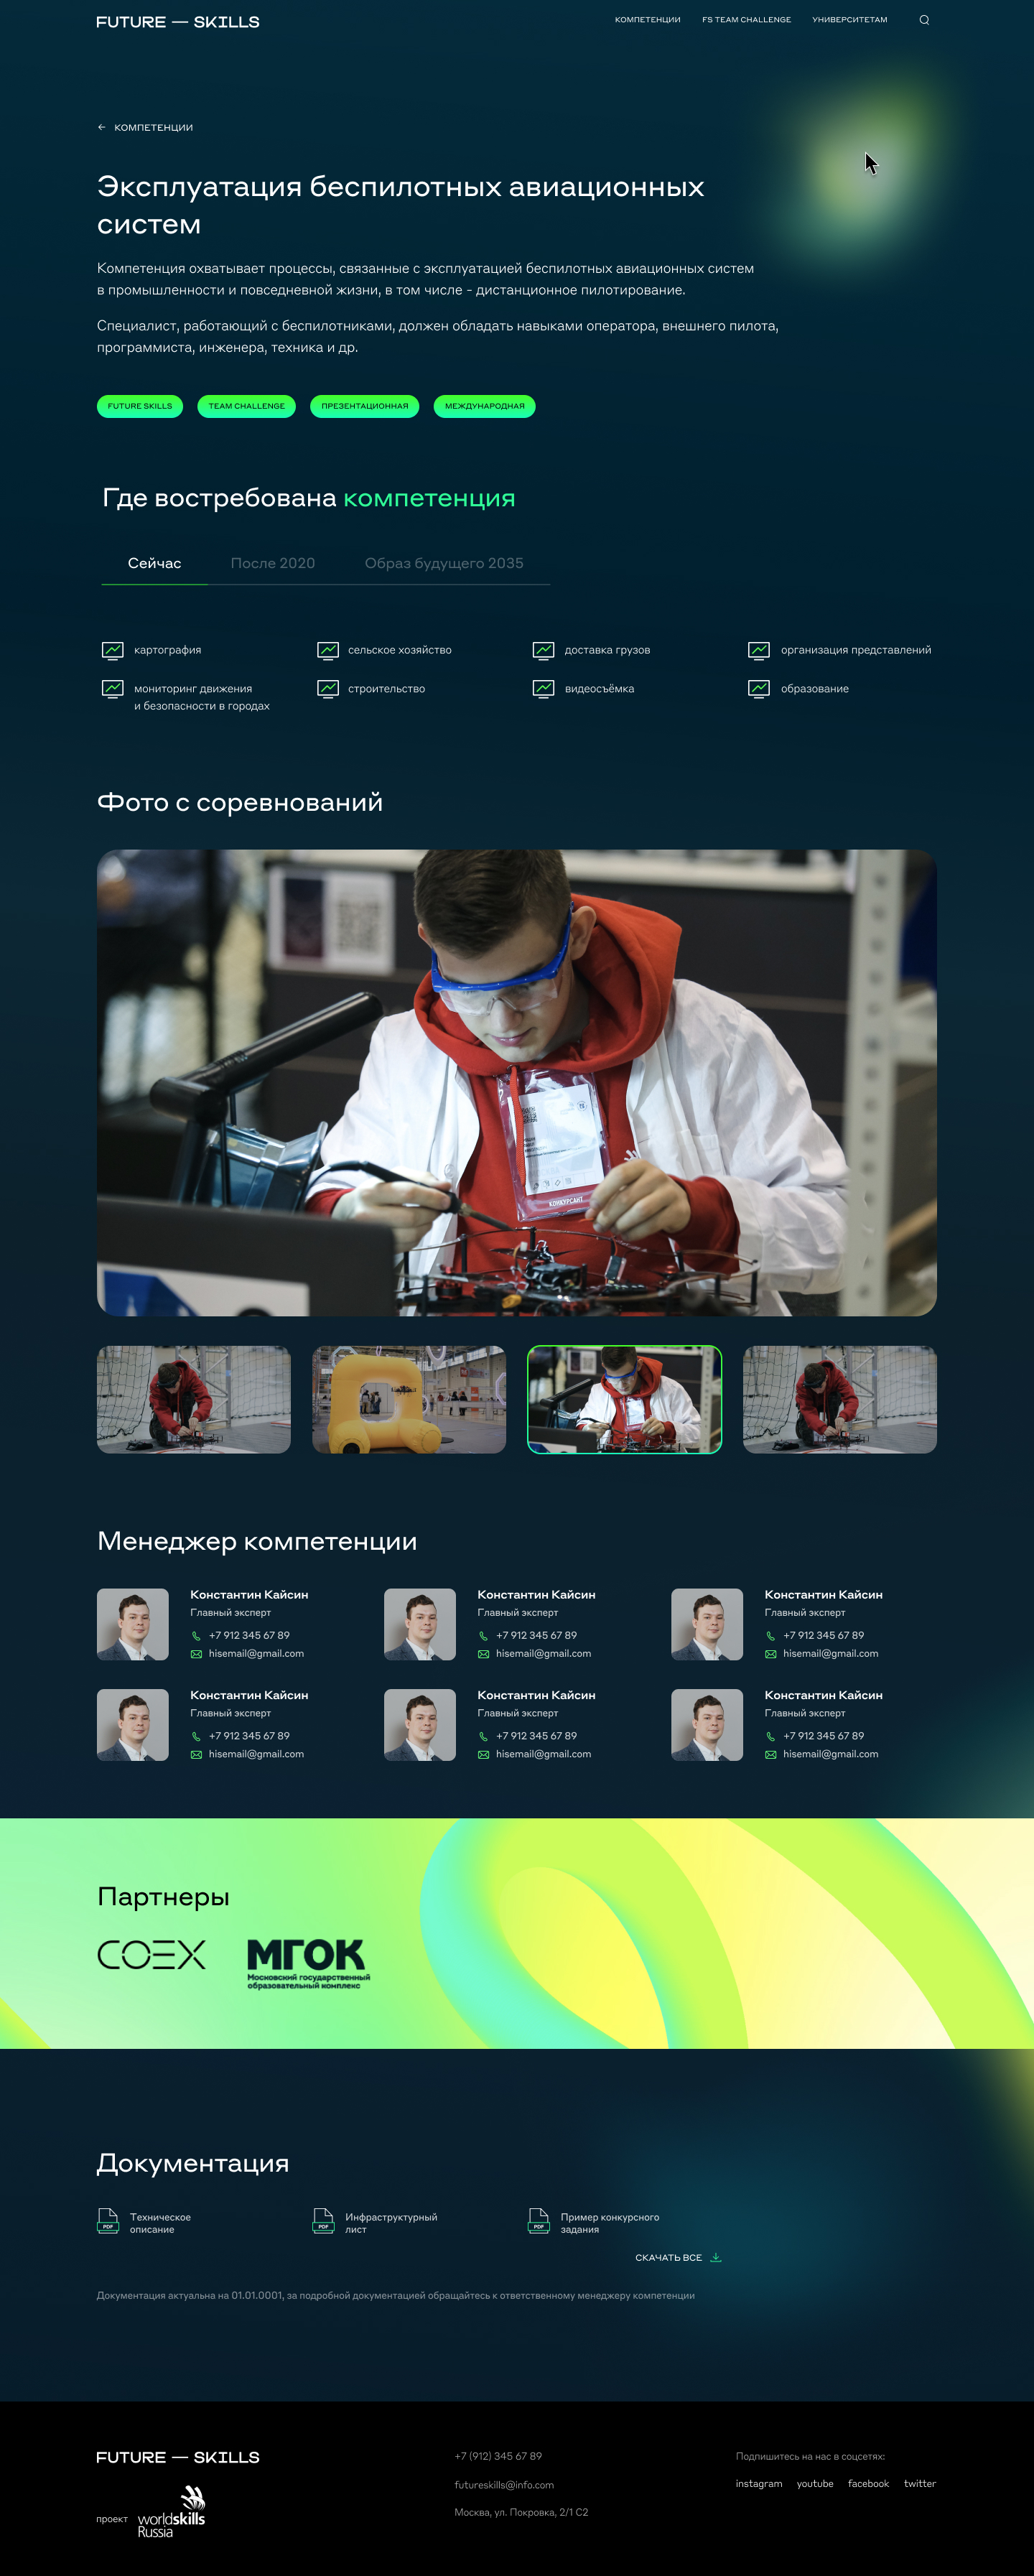 FUTURE — SKILLS
КОМПЕТЕНЦИИ
FS TEAM CHALLENGE
УНИВЕРСИТЕТАМ
← КОМПЕТЕНЦИИ
Эксплуатация беспилотных авиационных
систем
Компетенция охватывает процессы, связанные с эксплуатацией беспилотных авиационных систем
в промышленности и повседневной жизни, в том числе - дистанционное пилотирование.
Специалист, работающий с беспилотниками, должен обладать навыками оператора, внешнего пилота,
программиста, инженера, техника и др.
FUTURE SKILLS
TEAM CHALLENGE
ПРЕЗЕНТАЦИОННАЯ
МЕЖДУНАРОДНАЯ
Где востребована компетенция
Сейчас
После 2020
Образ будущего 2035
картография
сельское хозяйство
доставка грузов
организация представлений
мониторинг движения
и безопасности в городах
строительство
видеосъёмка
образование
Фото с соревнований
КОНКУРСАНТ
Менеджер компетенции
Константин Кайсин
Главный эксперт
+7 912 345 67 89
hisemail@gmail.com
Константин Кайсин
Главный эксперт
+7 912 345 67 89
hisemail@gmail.com
Константин Кайсин
Главный эксперт
+7 912 345 67 89
hisemail@gmail.com
Константин Кайсин
Главный эксперт
+7 912 345 67 89
hisemail@gmail.com
Константин Кайсин
Главный эксперт
+7 912 345 67 89
hisemail@gmail.com
Константин Кайсин
Главный эксперт
+7 912 345 67 89
hisemail@gmail.com
Партнеры
COEX
МГОК
Московский государственный
образовательный комплекс
Документация
PDF
Техническое
описание
PDF
Инфраструктурный
лист
PDF
Пример конкурсного
задания
СКАЧАТЬ ВСЕ
Документация актуальна на 01.01.0001, за подробной документацией обращайтесь к ответственному менеджеру компетенции
FUTURE — SKILLS
проект
worldskills
Russia
+7 (912) 345 67 89
futureskills@info.com
Москва, ул. Покровка, 2/1 С2
Подпишитесь на нас в соцсетях:
instagram
youtube
facebook
twitter